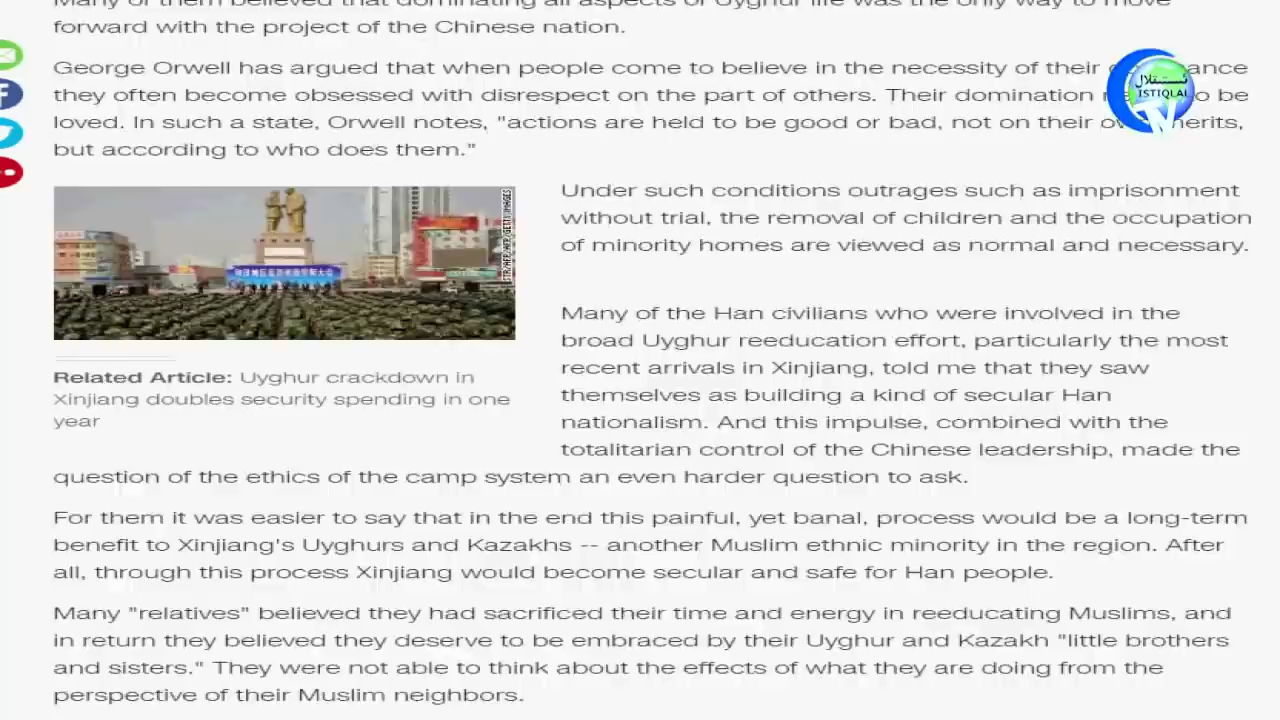 forward with the project of the Chinese nation.
George Orwell has argued that when people come to believe in the necessity of their ance
they often become obsessed with disrespect on the part of others. Their domination o be
loved. In such a state, Orwell notes, "actions are held to be good or bad, not on their ov erits,
but according to who does them."
ئىستىقلال
ISTIQLAL
TV
STR/AFP/AFP/GETTY IMAGES
Under such conditions outrages such as imprisonment
without trial, the removal of children and the occupation
of minority homes are viewed as normal and necessary.
Many of the Han civilians who were involved in the
broad Uyghur reeducation effort, particularly the most
recent arrivals in Xinjiang, told me that they saw
themselves as building a kind of secular Han
nationalism. And this impulse, combined with the
totalitarian control of the Chinese leadership, made the
Related Article: Uyghur crackdown in
Xinjiang doubles security spending in one
year
question of the ethics of the camp system an even harder question to ask.
For them it was easier to say that in the end this painful, yet banal, process would be a long-term
benefit to Xinjiang's Uyghurs and Kazakhs -- another Muslim ethnic minority in the region. After
all, through this process Xinjiang would become secular and safe for Han people.
Many "relatives" believed they had sacrificed their time and energy in reeducating Muslims, and
in return they believed they deserve to be embraced by their Uyghur and Kazakh "little brothers
and sisters." They were not able to think about the effects of what they are doing from the
perspective of their Muslim neighbors.